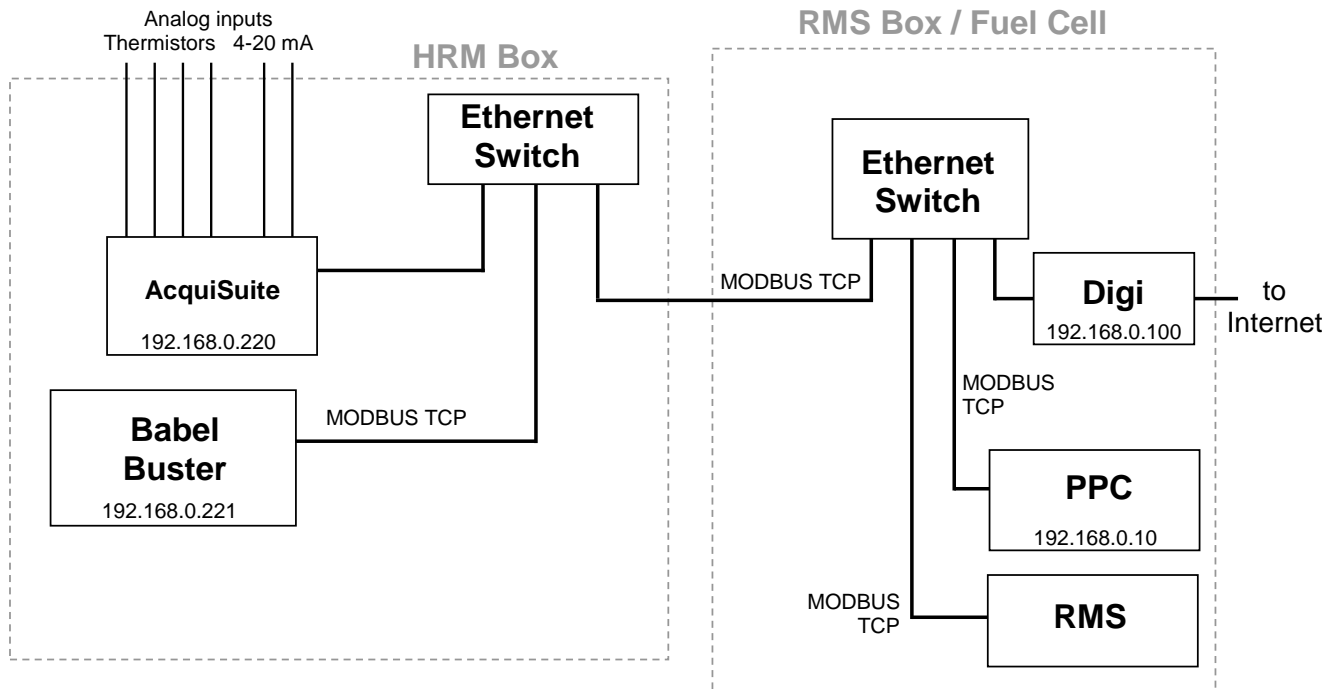 Analog inputs
Thermistors 4-20 mA
HRM Box
Ethernet
Switch
AcquiSuite
192.168.0.220
Babel
Buster
192.168.0.221
MODBUS TCP
RMS Box / Fuel Cell
Ethernet
Switch
MODBUS TCP
Digi
192.168.0.100
to
Internet
MODBUS
TCP
PPC
192.168.0.10
MODBUS
TCP
RMS